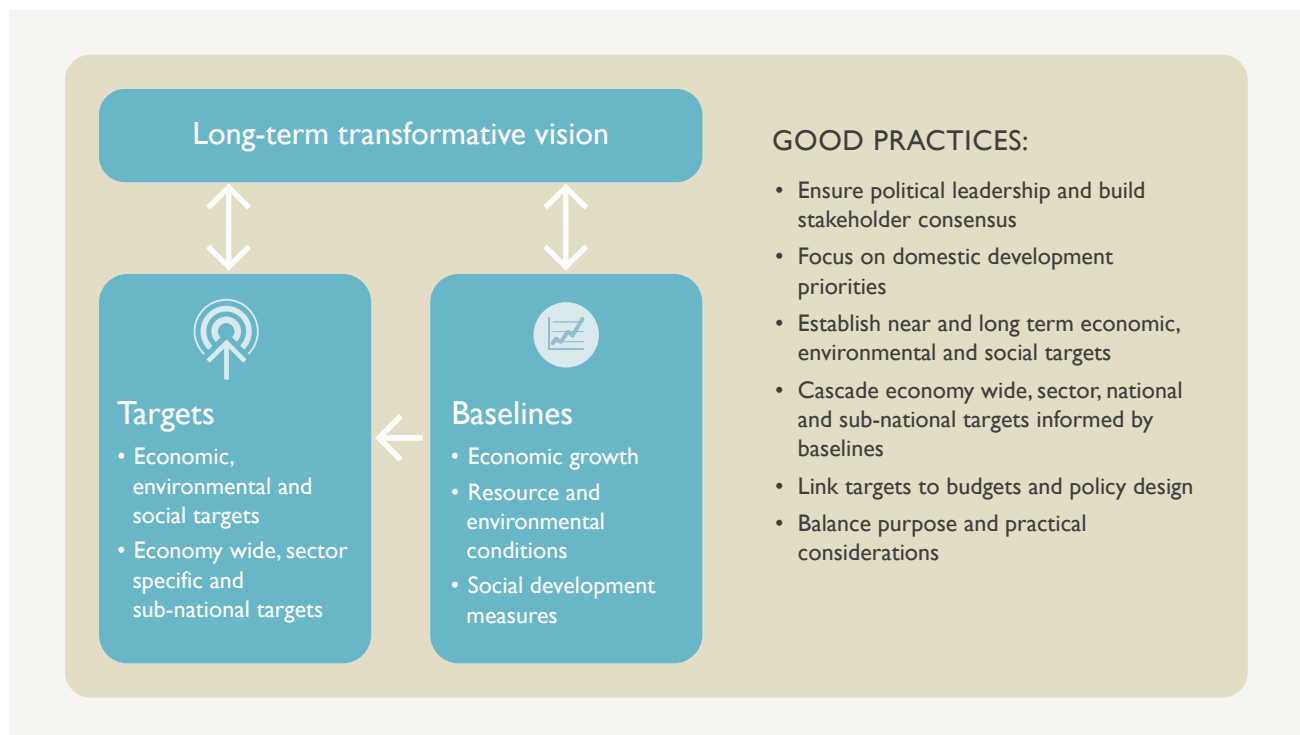 Long-term transformative vision
Targets
• Economic,
environmental and
social targets
• Economy wide, sector
specific and
sub-national targets
Baselines
• Economic growth
• Resource and
environmental
conditions
• Social development
measures
GOOD PRACTICES:
• Ensure political leadership and build
stakeholder consensus
• Focus on domestic development
priorities
• Establish near and long term economic,
environmental and social targets
• Cascade economy wide, sector, national
and sub-national targets informed by
baselines
• Link targets to budgets and policy design
• Balance purpose and practical
considerations